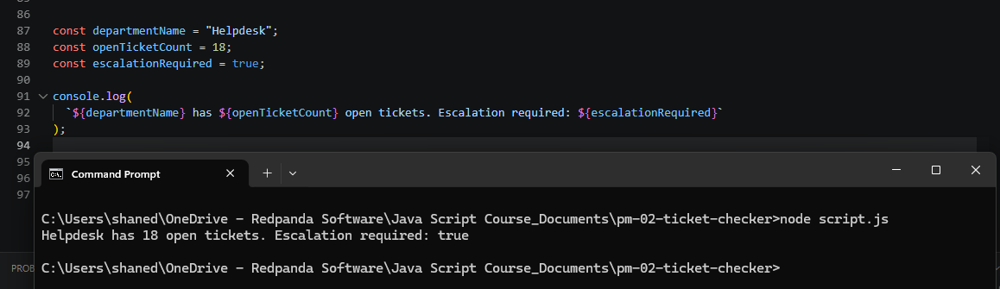 86
87 const departmentName = "Helpdesk";
88 const openTicketCount = 18;
89 const escalationRequired = true;
90
91 console.log(
92 `${departmentName} has ${openTicketCount} open tickets. Escalation required: ${escalationRequired}`
93 );
94
95
96
97
Command Prompt
C:\Users\shaned\OneDrive - Redpanda Software\Java Script Course_Documents\pm-02-ticket-checker>node script.js
Helpdesk has 18 open tickets. Escalation required: true
C:\Users\shaned\OneDrive - Redpanda Software\Java Script Course_Documents\pm-02-ticket-checker>
PROB